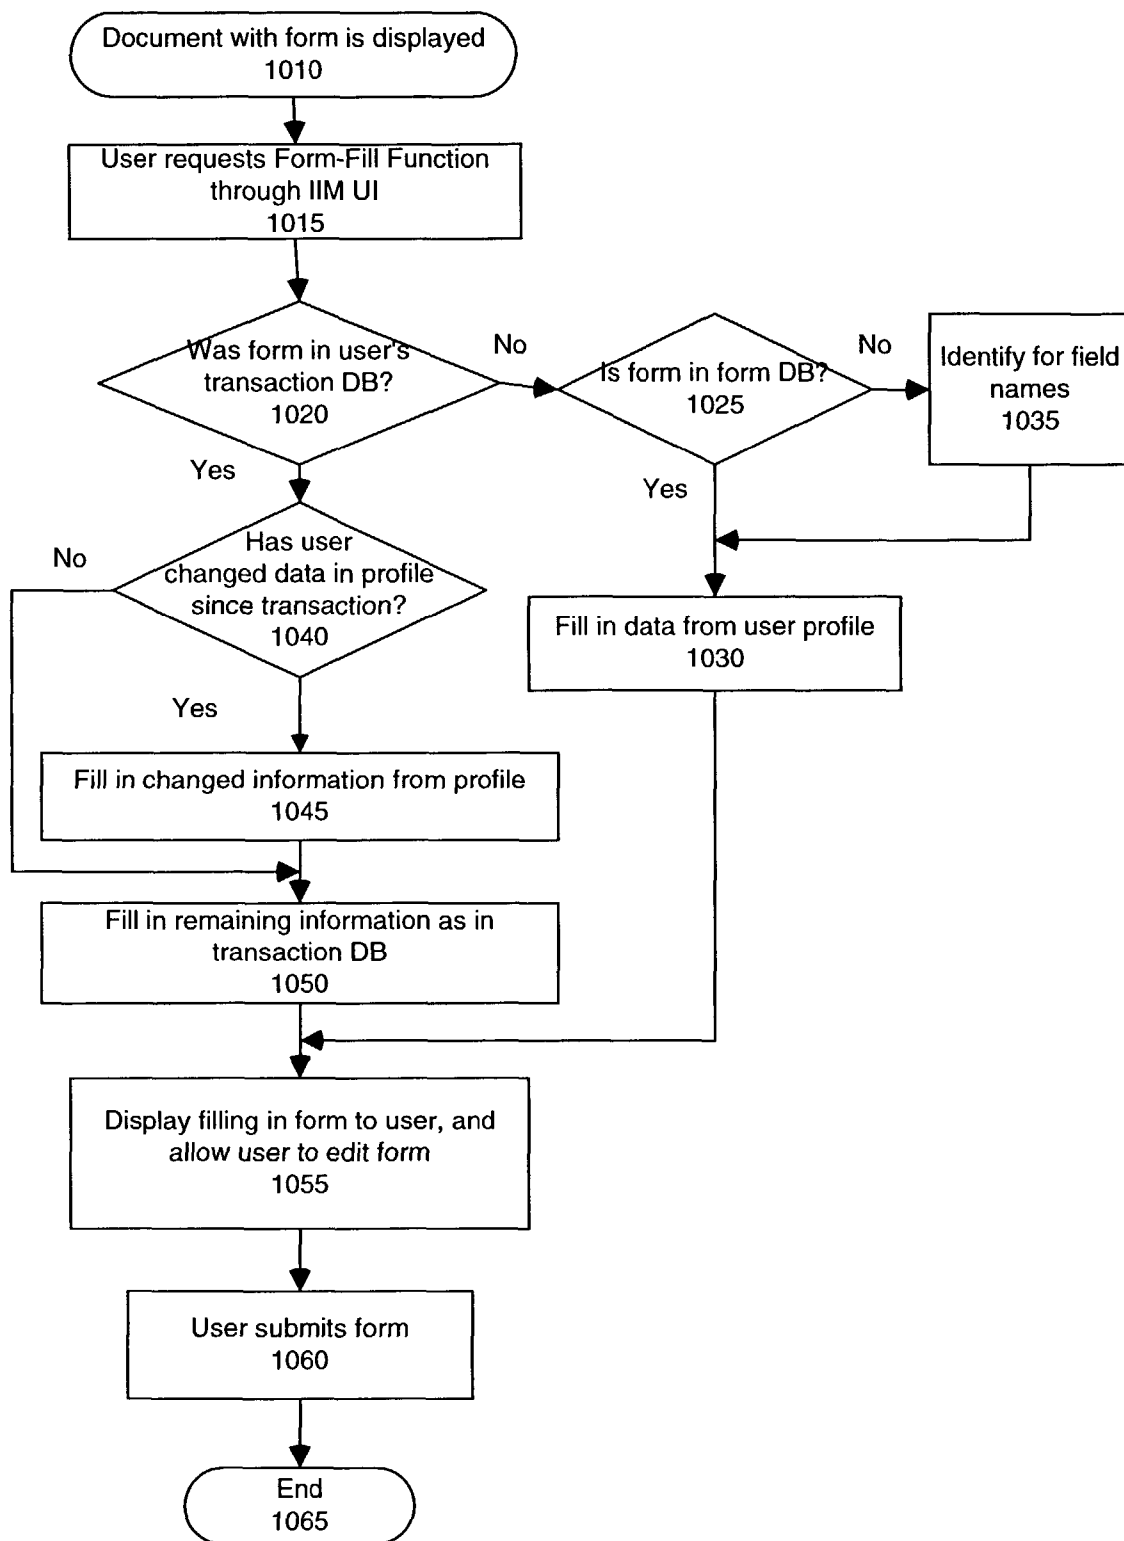 Document with form is displayed
1010
User requests Form-Fill Function
through IIM UI
1015
Was form in user's
transaction DB?
1020
No
Is form in form DB?
1025
No
Identify for field
names
1035
Yes
Yes
Has user
changed data in profile
since transaction?
1040
No
Fill in data from user profile
1030
Yes
Fill in changed information from profile
1045
Fill in remaining information as in
transaction DB
1050
Display filling in form to user, and
allow user to edit form
1055
User submits form
1060
End
1065